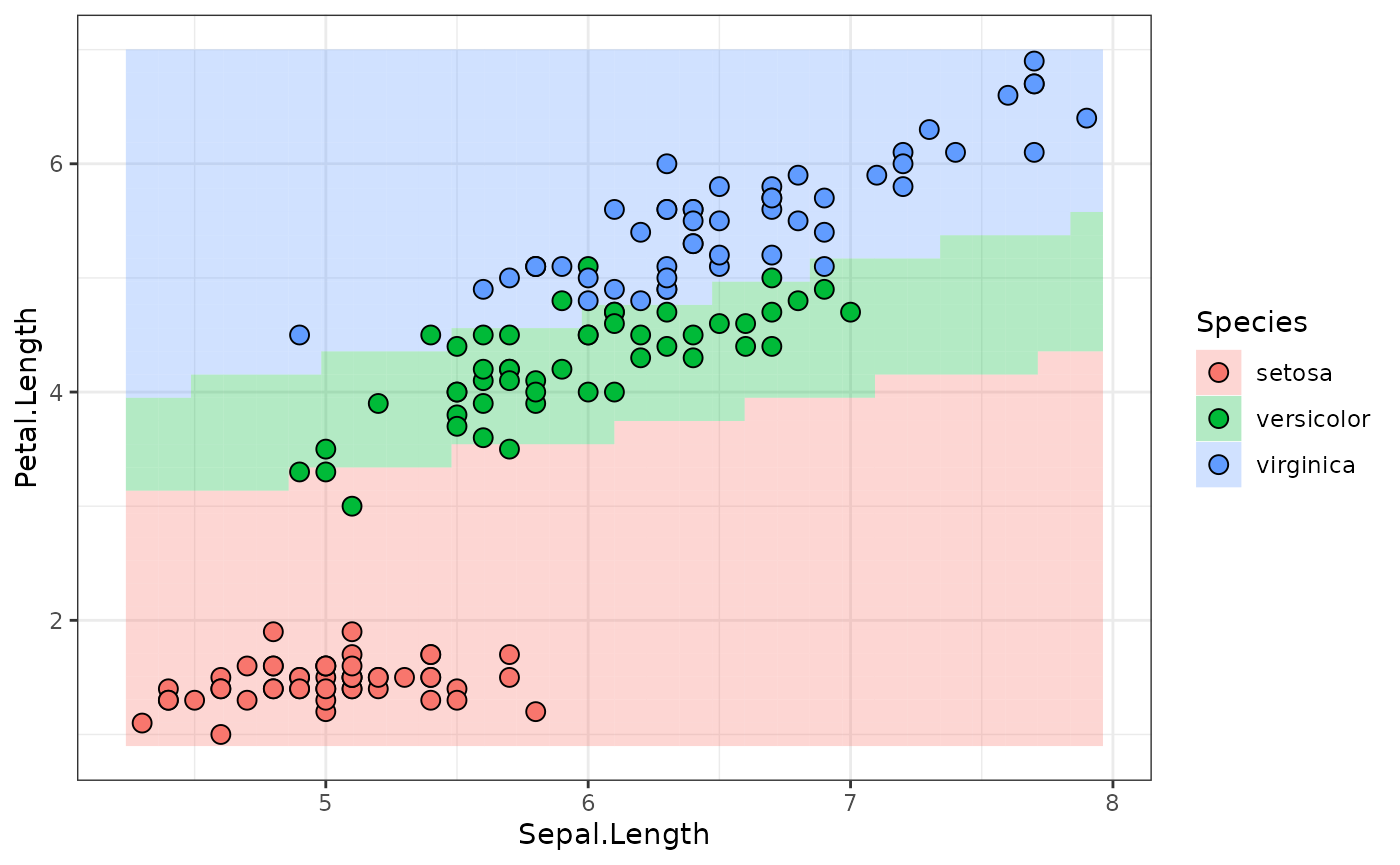 6
4
2
Petal.Length
5 6 7 8
Sepal.Length
Species
setosa
versicolor
virginica